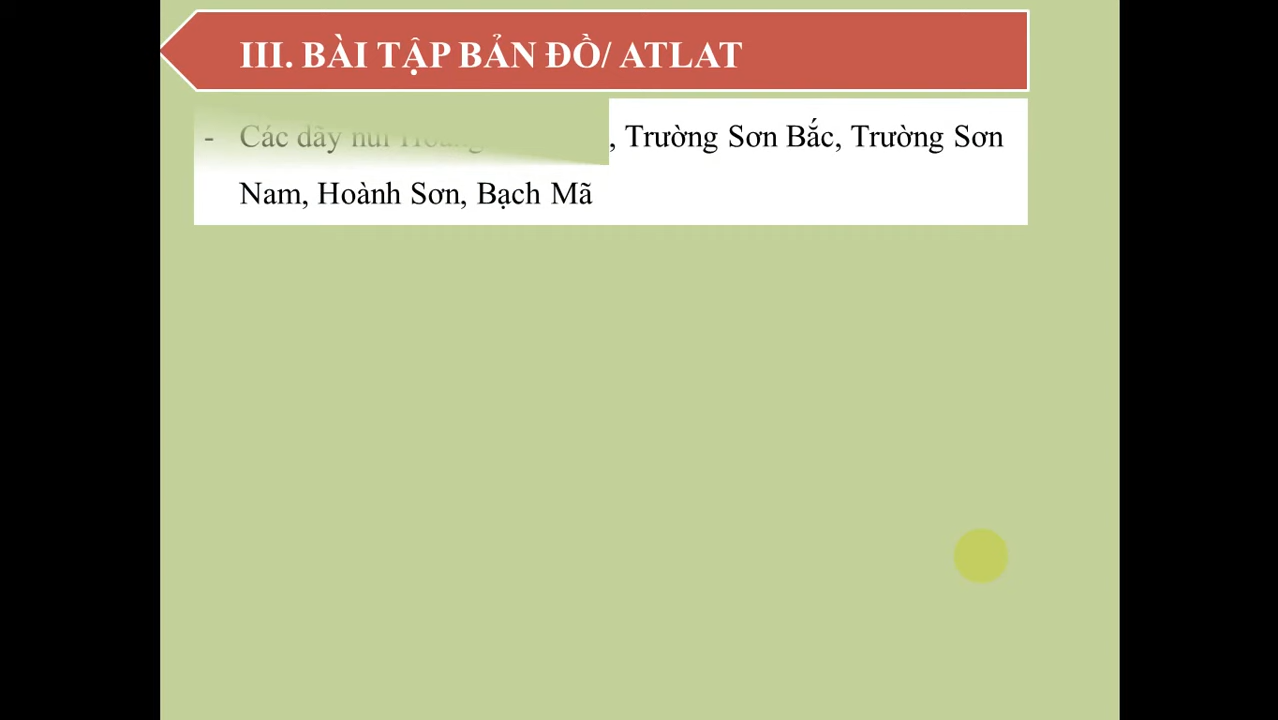 III. BÀI TẬP BẢN ĐỒ/ ATLAT
- Các dãy núi , Trường Sơn Bắc, Trường Sơn
Nam, Hoành Sơn, Bạch Mã